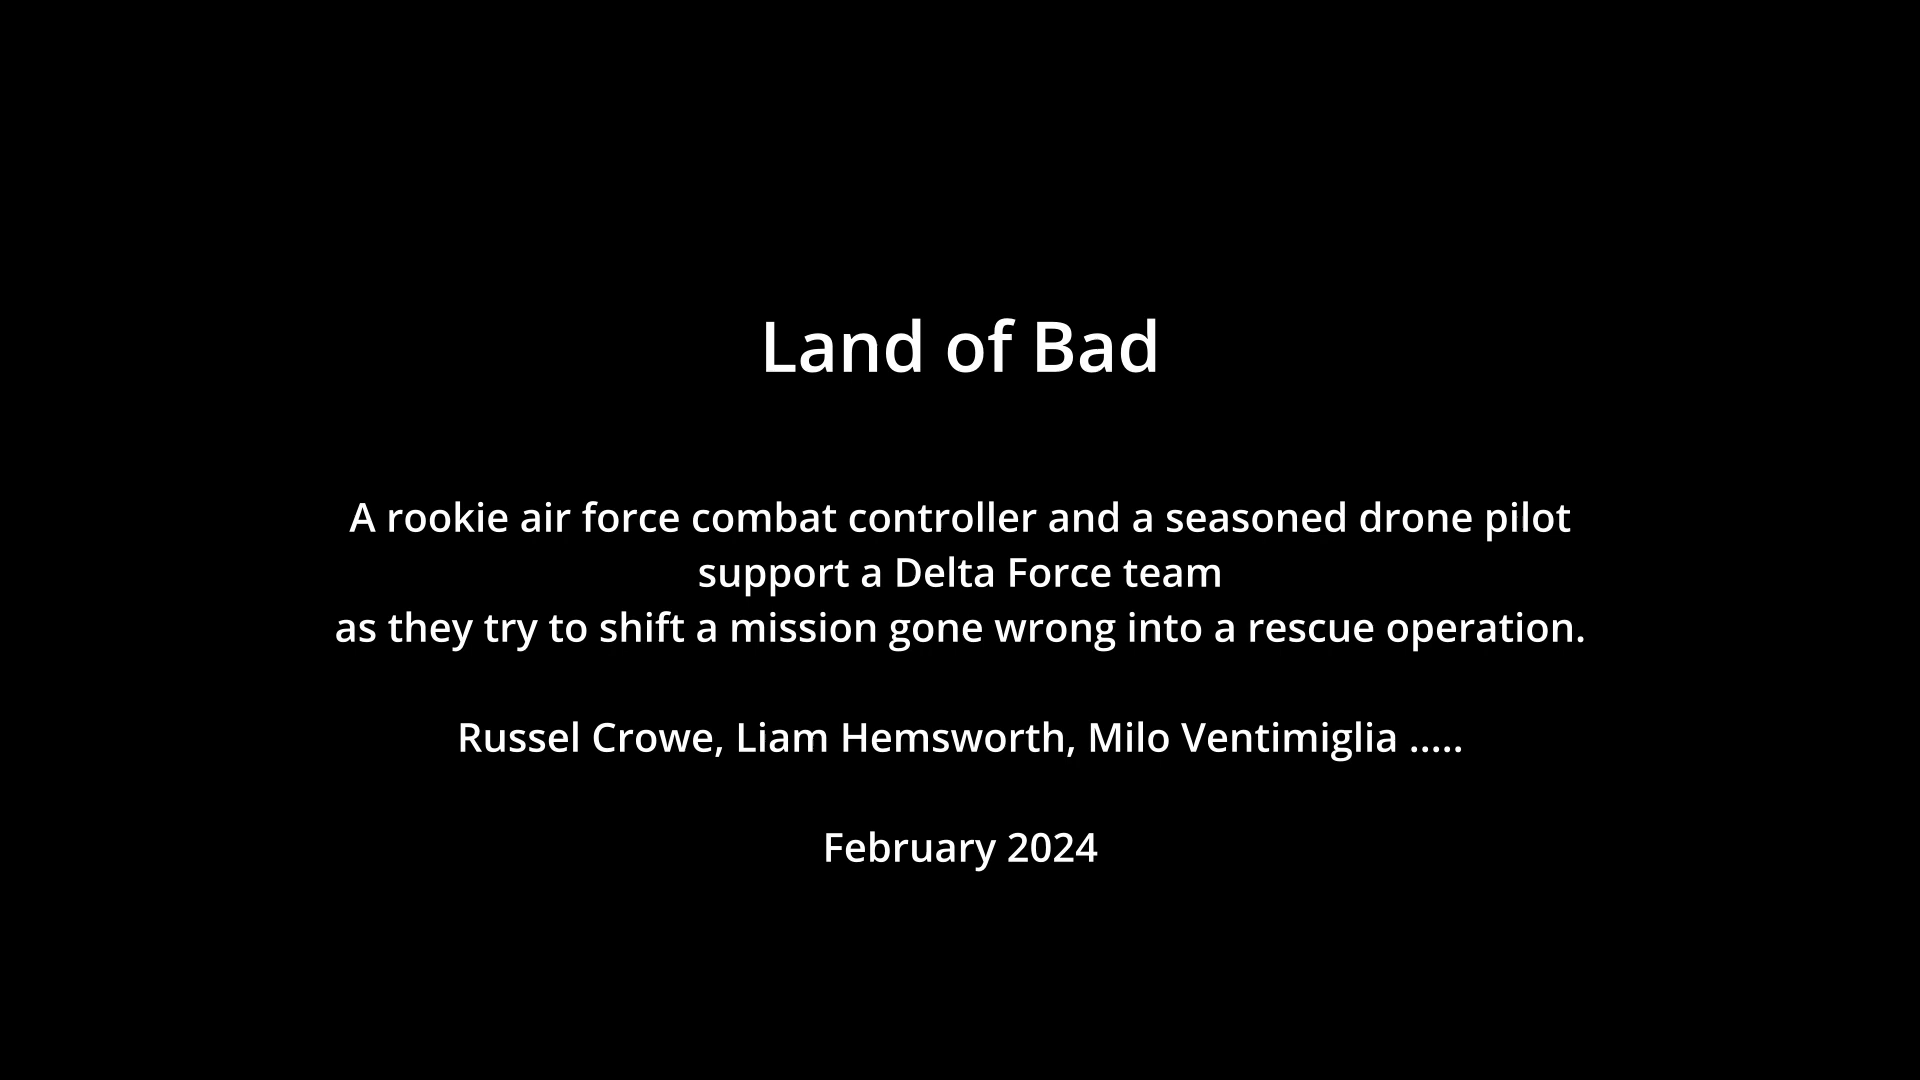 Land of Bad
A rookie air force combat controller and a seasoned drone pilot
support a Delta Force team
as they try to shift a mission gone wrong into a rescue operation.
Russel Crowe, Liam Hemsworth, Milo Ventimiglia .....
February 2024